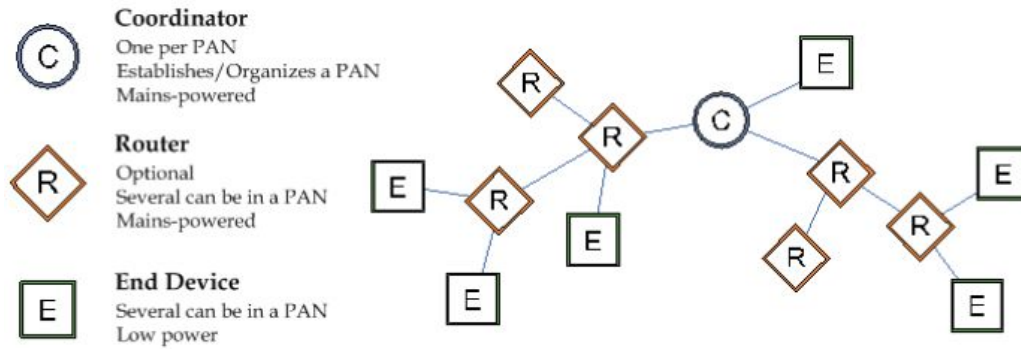 C
Coordinator
One per PAN
Establishes/Organizes a PAN
Mains-powered
R
Router
Optional
Several can be in a PAN
Mains-powered
E
End Device
Several can be in a PAN
Low power
E
R
C
R
E
R
E
R
R
E
R
E
E
E